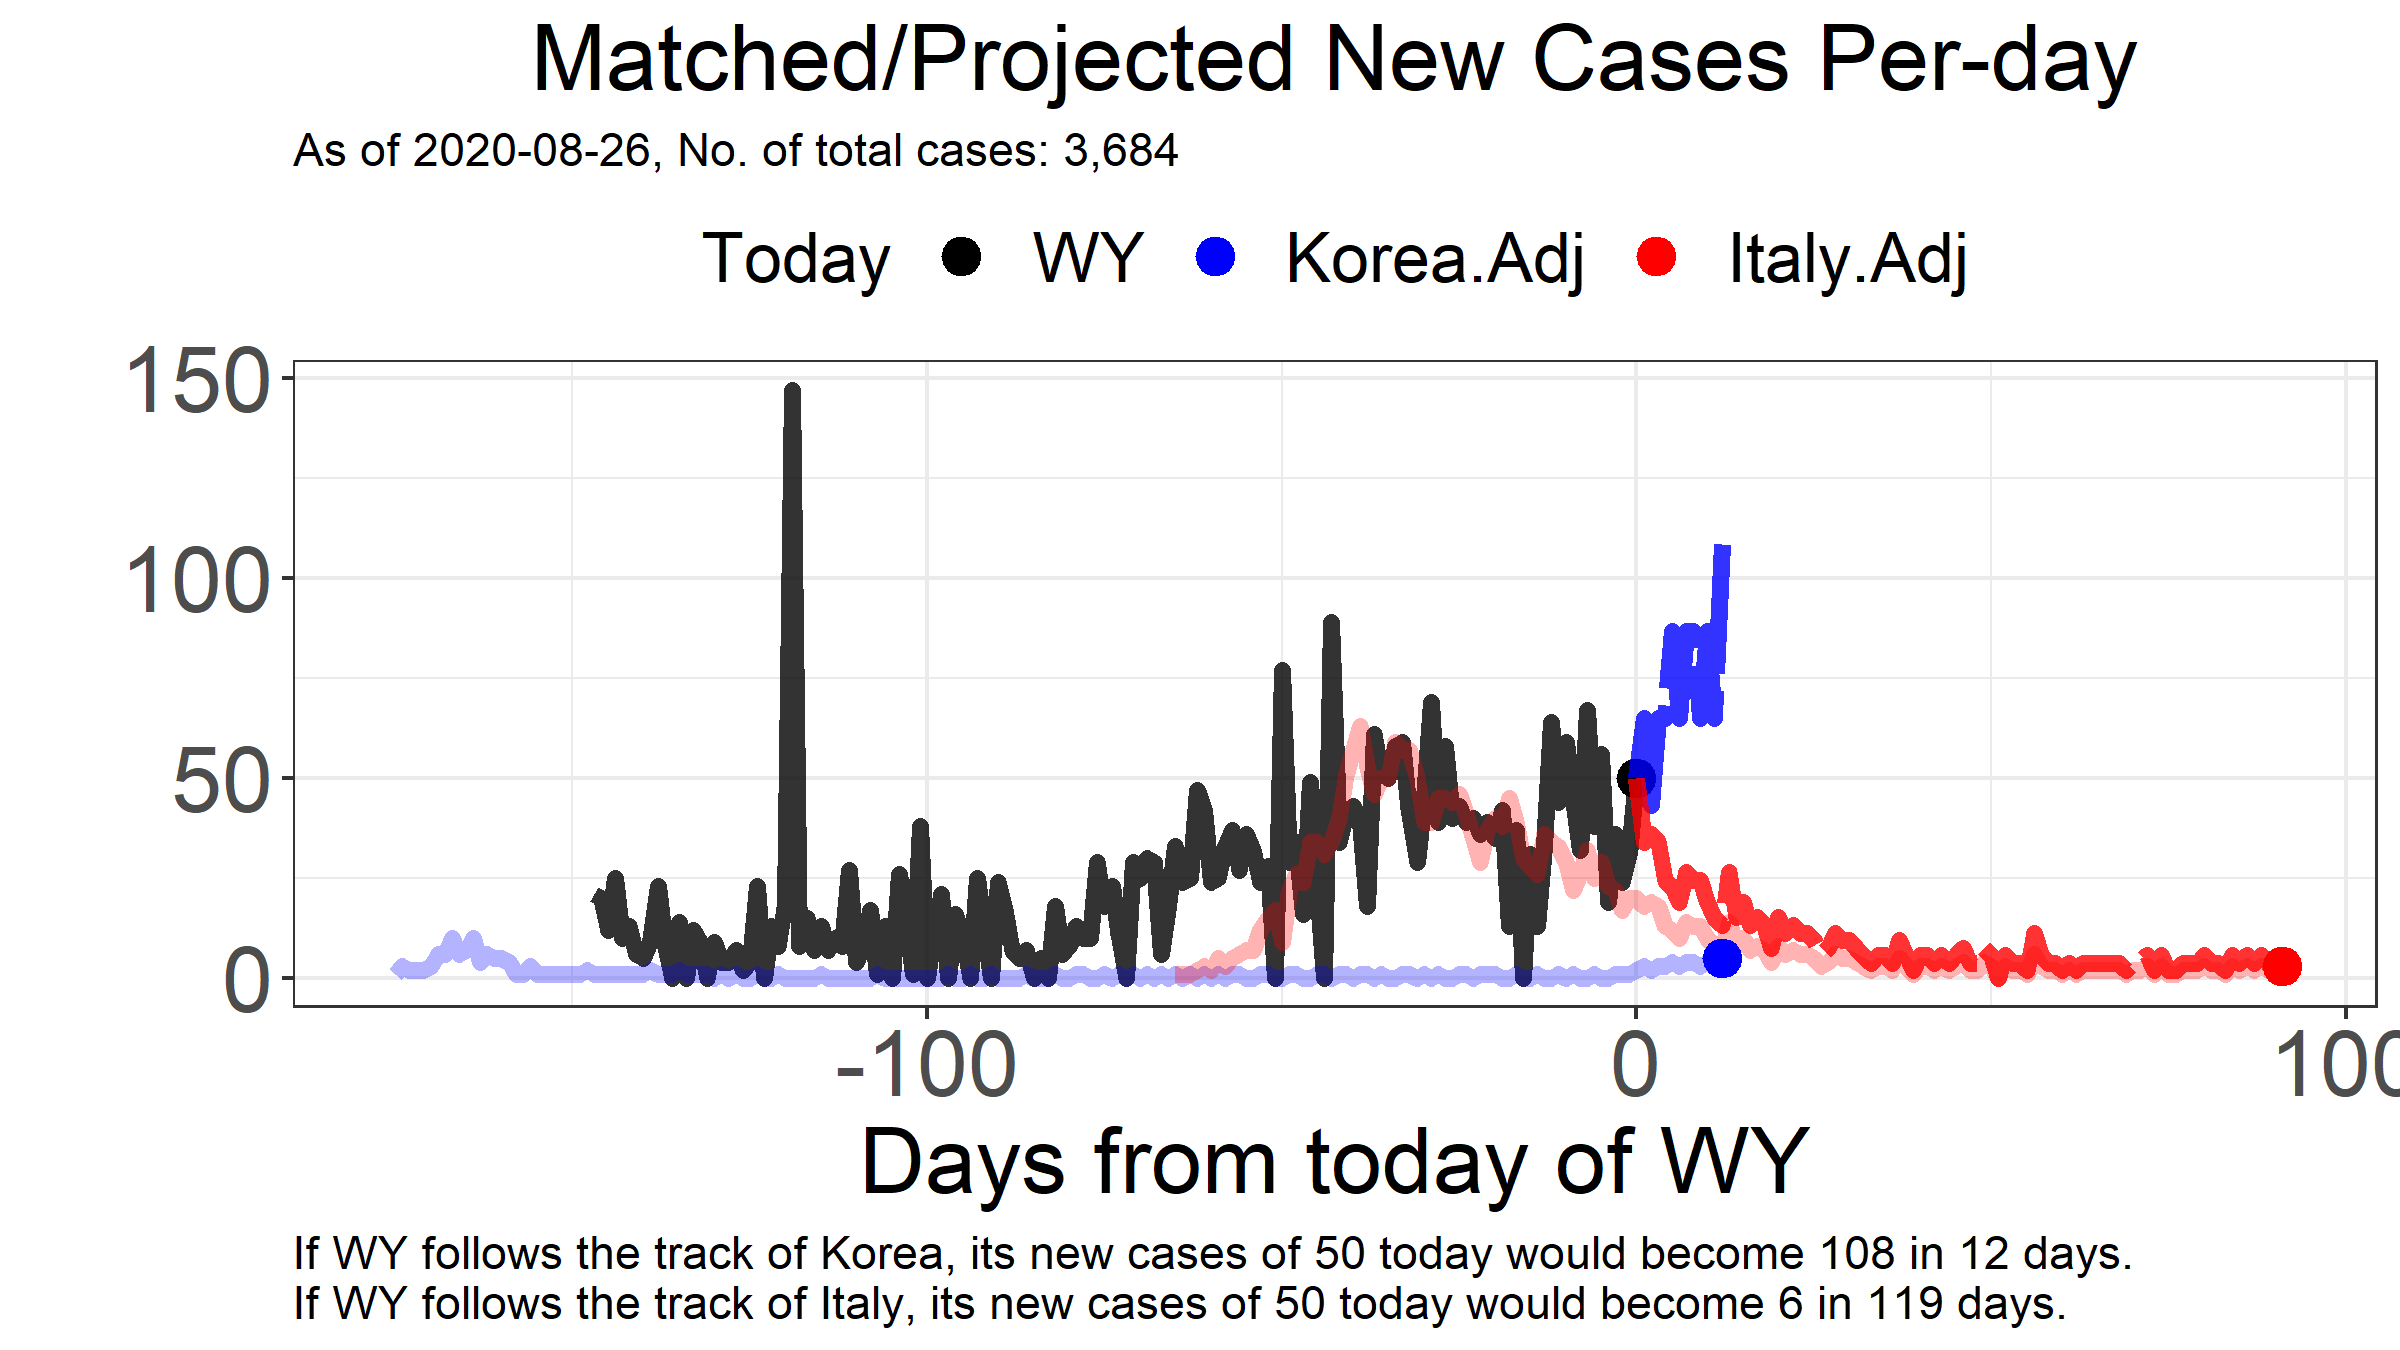 Matched/Projected New Cases Per-day
As of 2020-08-26, No. of total cases: 3,684
Today WY Korea.Adj Italy.Adj
150
100
50
0
-100 0 100
Days from today of WY
If WY follows the track of Korea, its new cases of 50 today would become 108 in 12 days.
If WY follows the track of Italy, its new cases of 50 today would become 6 in 119 days.